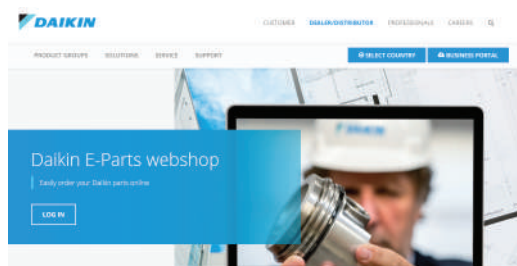 DAIKIN
CUSTOMER DEALER/DISTRIBUTOR PROFESSIONALS CAREERS
PRODUCT GROUPS SOLUTIONS SERVICE SUPPORT SELECT COUNTRY BUSINESS PORTAL
DAIKIN
Daikin E-Parts webshop
Easily order your Daikin parts online
LOG IN